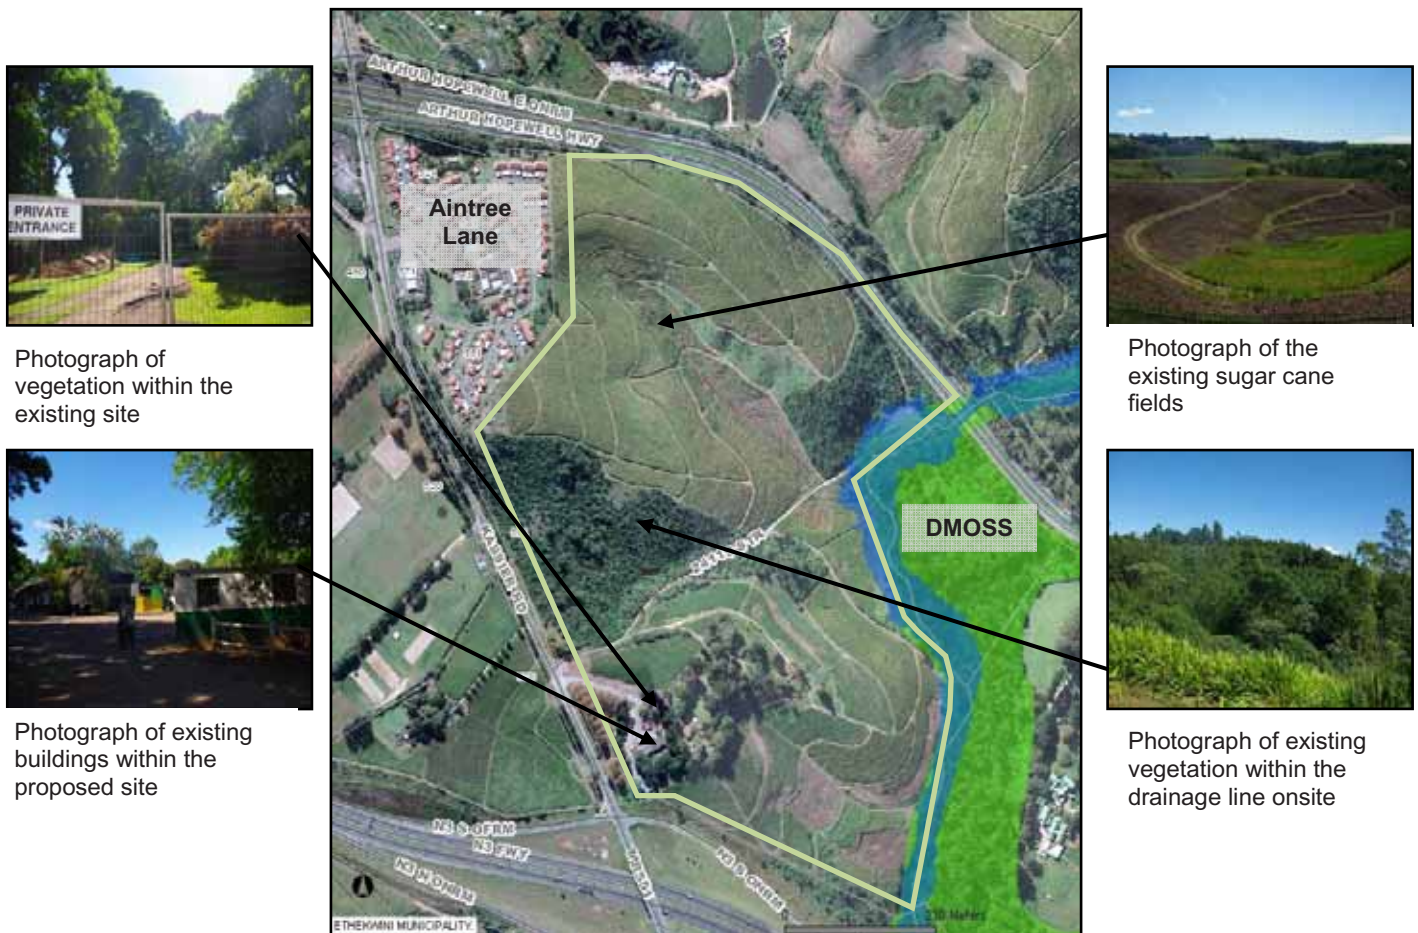 ARTHUR HOPEWELL E ONRM
ARTHUR HOPEWELL HWY
PRIVATE
ENTRANCE
Aintree
Lane
Photograph of
vegetation within the
existing site
Photograph of the
existing sugar cane
fields
DMOSS
KASSIER RD
Photograph of existing
buildings within the
proposed site
Photograph of existing
vegetation within the
drainage line onsite
N3 S OFRM
N3 FWY
N3 N ONRM
N3 S ONRM
ETHEKWINI MUNICIPALITY.